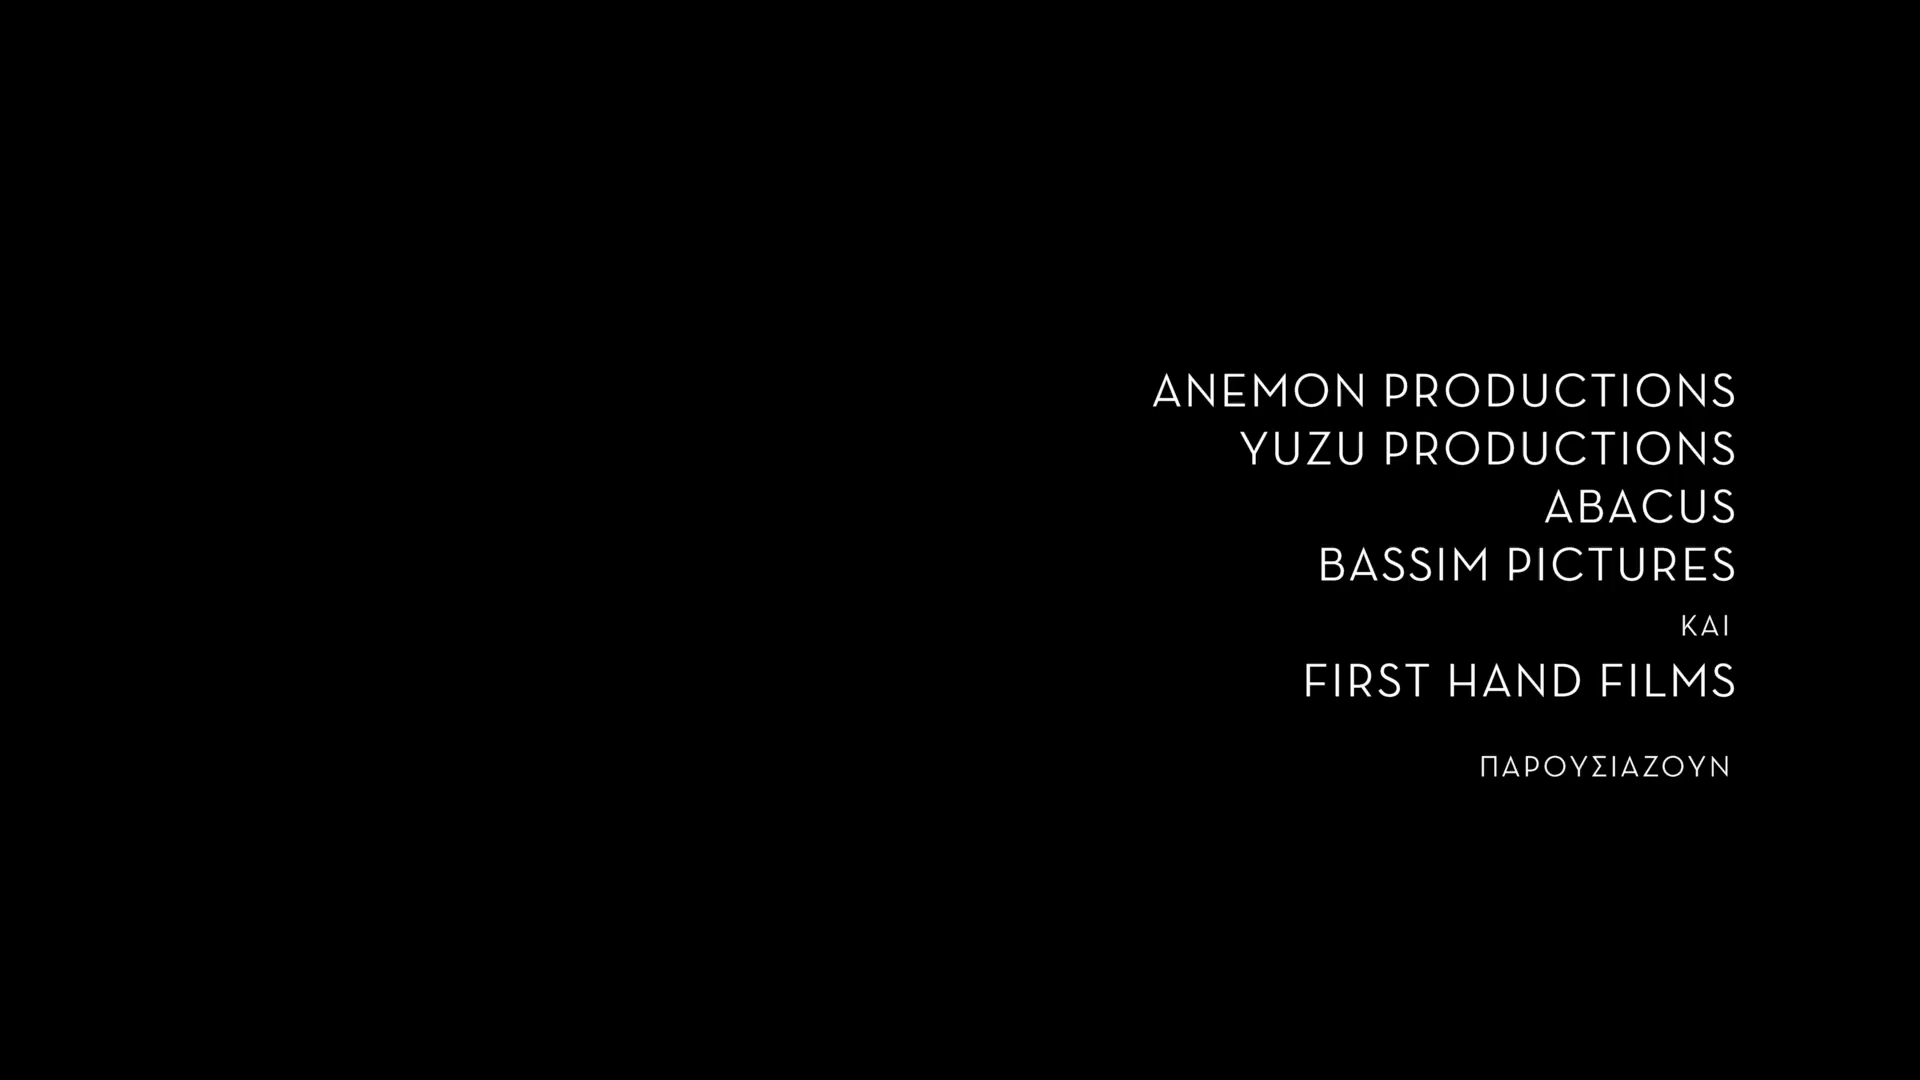 ANEMON PRODUCTIONS
YUZU PRODUCTIONS
ABACUS
BASSIM PICTURES
ΚΑΙ
FIRST HAND FILMS
ΠΑΡΟΥΣΙΑΖΟΥΝ